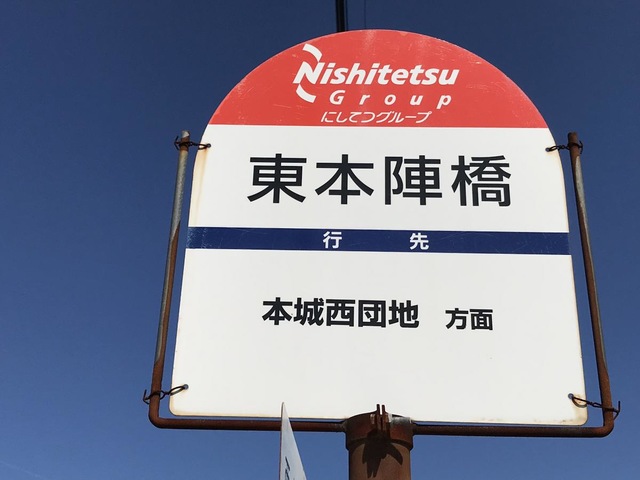 Nishitetsu
Group
にしてつグループ
東本陣橋
行先
本城西団地 方面